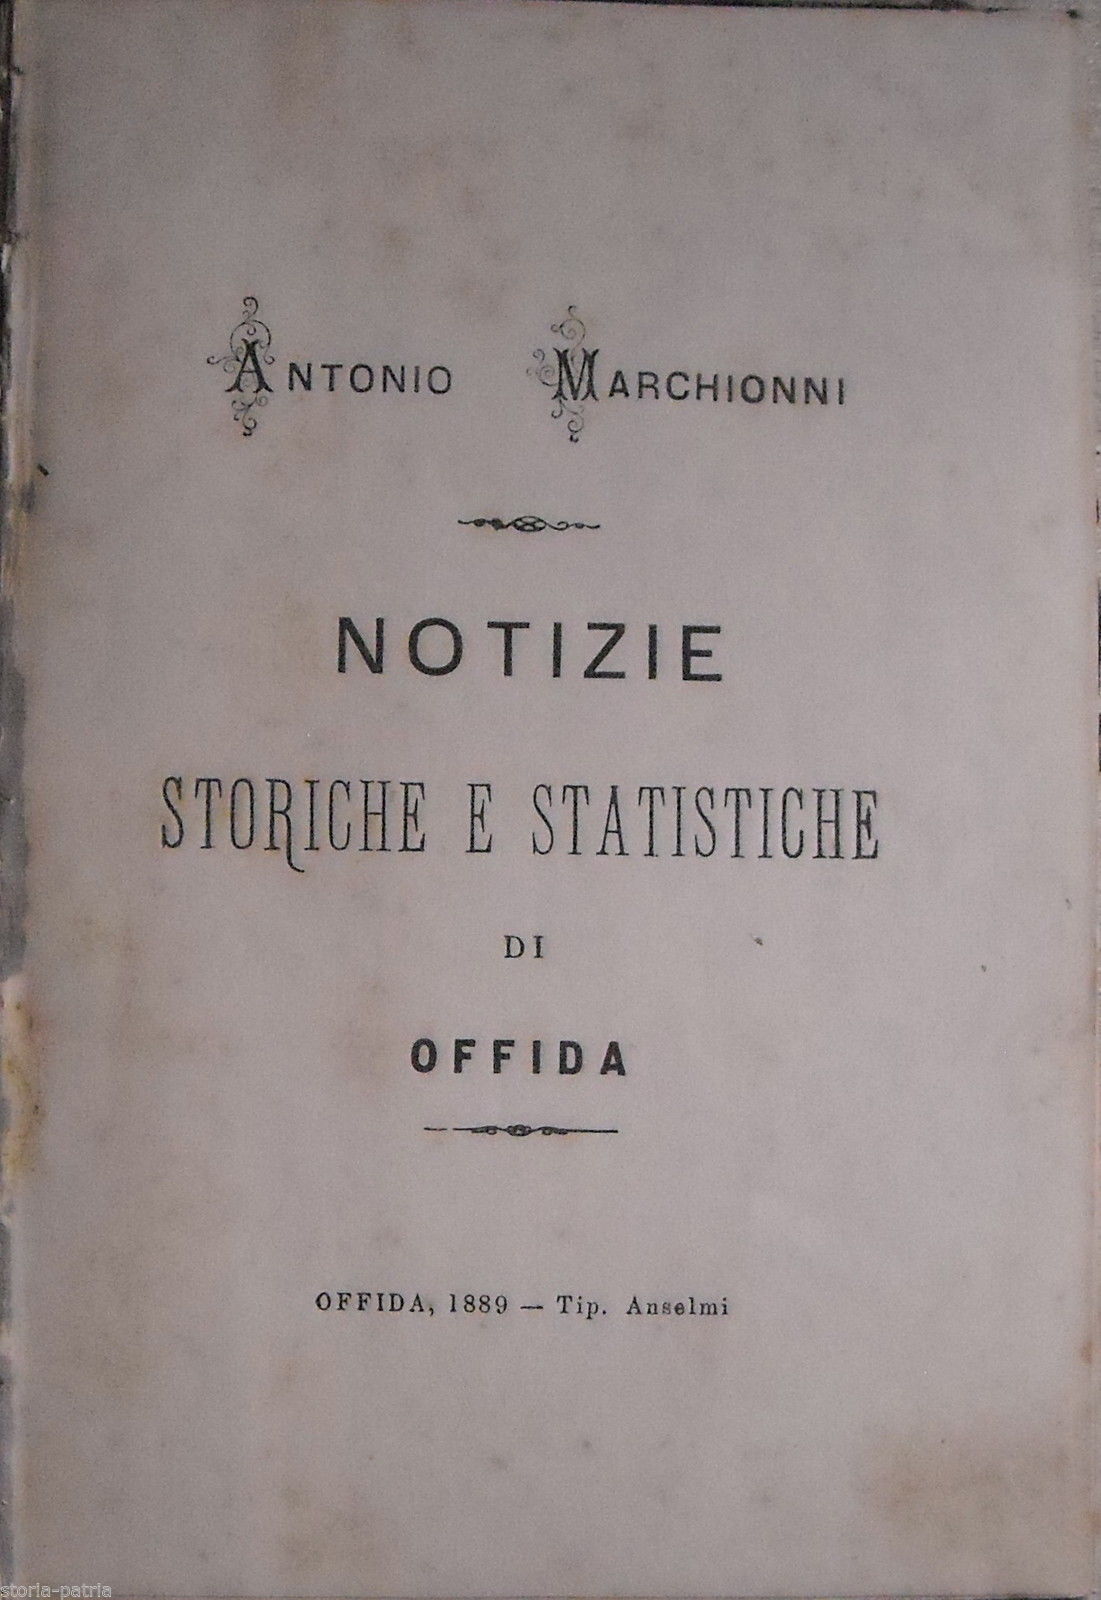 ANTONIO MARCHIONNI
NOTIZIE
STORICHE E STATISTICHE
DI
OFFIDA
OFFIDA, 1889 — Tip. Anselmi
storia-patria